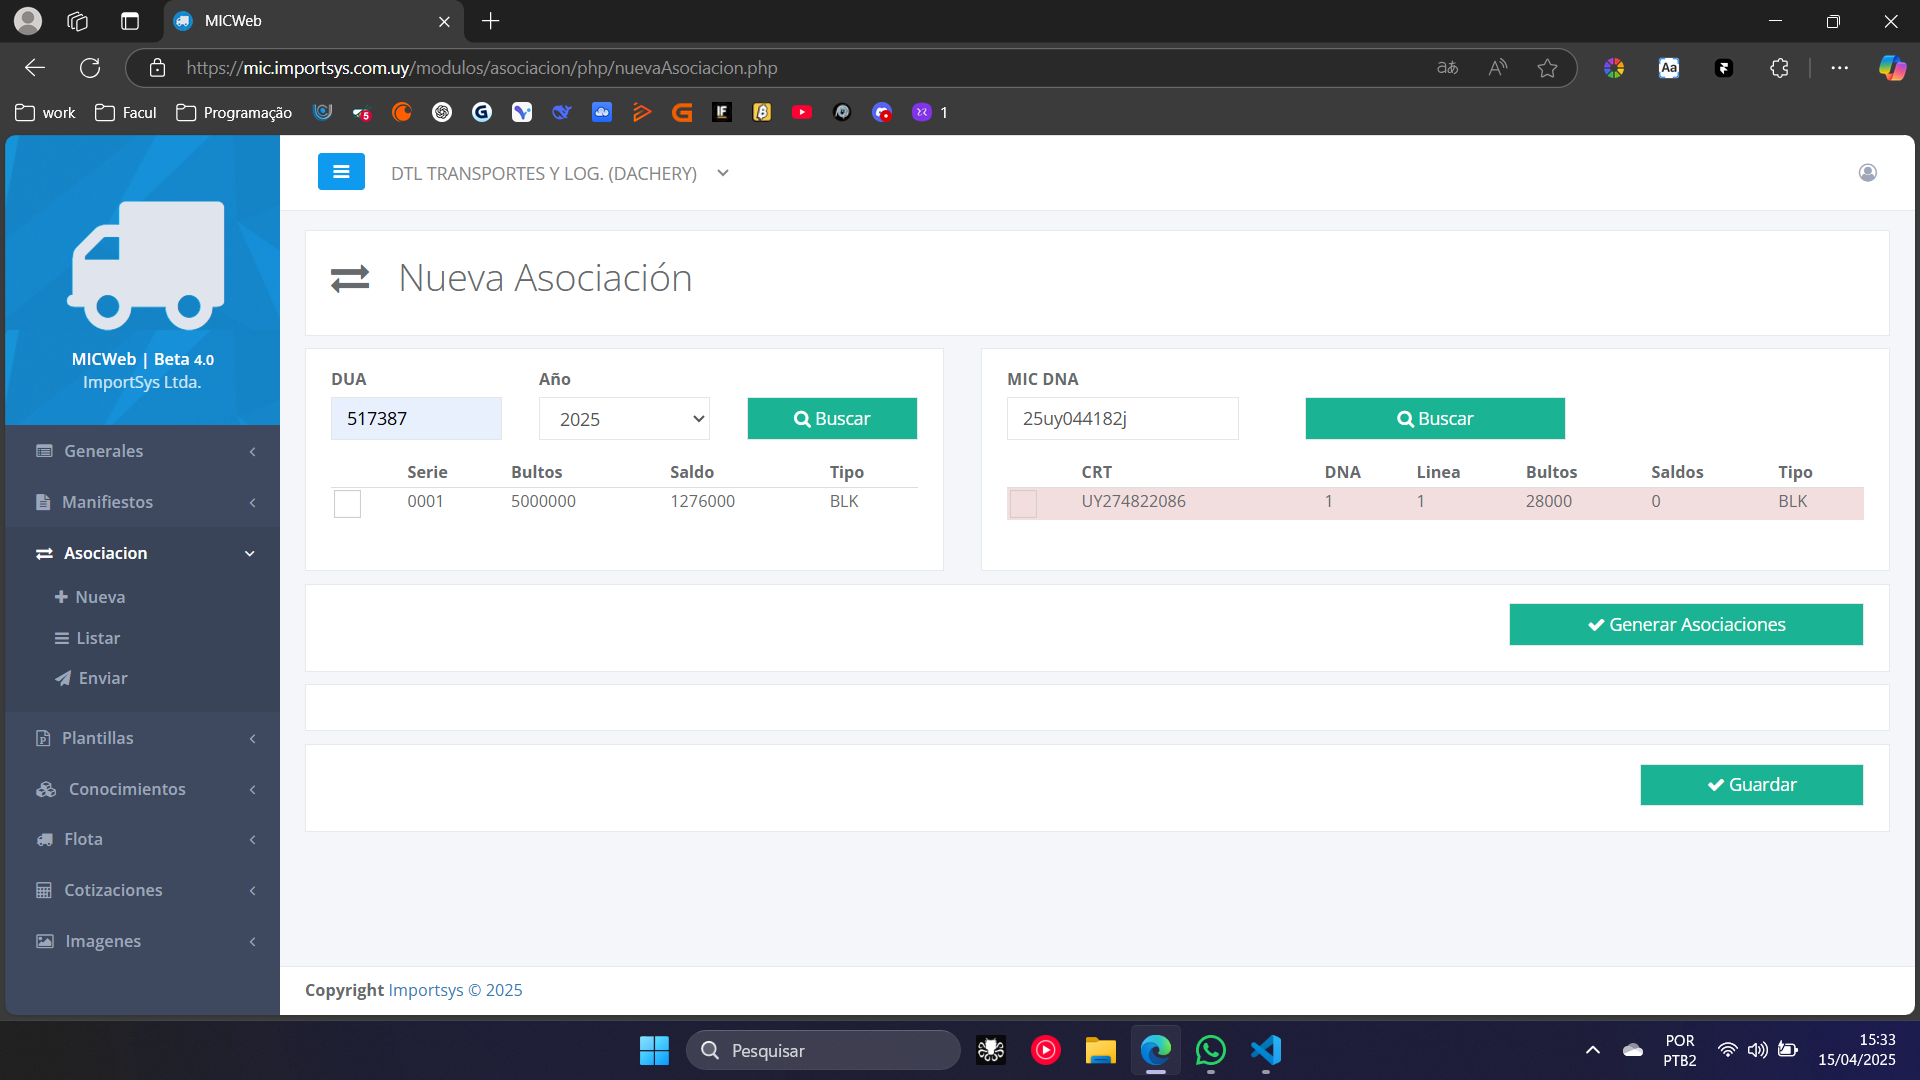 MICWeb
https://mic.importsys.com.uy/modulos/asociacion/php/nuevaAsociacion.php
work Facul Programação 1
MICWeb | Beta 4.0
ImportSys Ltda.
Generales
Manifiestos
Asociacion
Nueva
Listar
Enviar
Plantillas
Conocimientos
Flota
Cotizaciones
Imagenes
DTL TRANSPORTES Y LOG. (DACHERY)
Nueva Asociación
DUA Año
517387 2025 Buscar
Serie Bultos Saldo Tipo
0001 5000000 1276000 BLK
MIC DNA
25uy044182j Buscar
CRT DNA Linea Bultos Saldos Tipo
UY274822086 1 1 28000 0 BLK
Generar Asociaciones
Guardar
Copyright Importsys © 2025
Pesquisar
POR
PTB2
15:33
15/04/2025